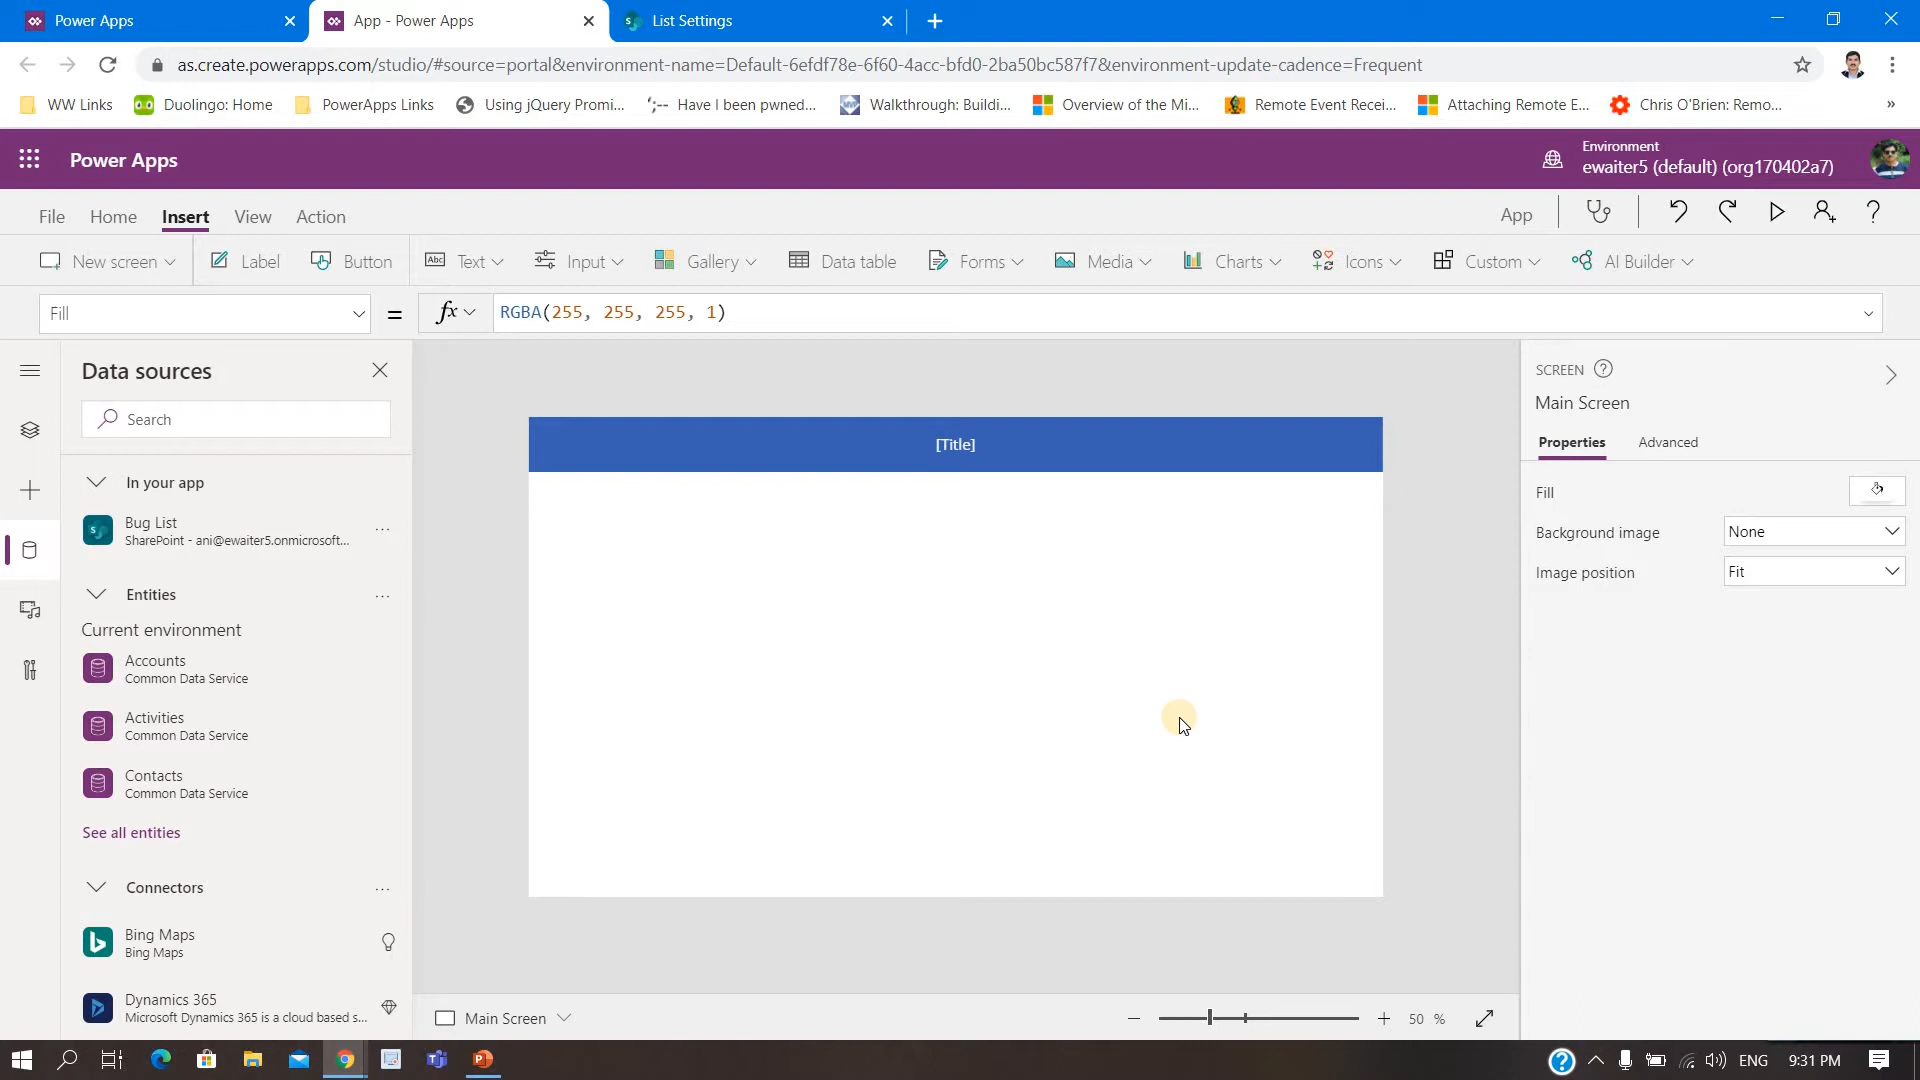 Power Apps
App - Power Apps
List Settings
as.create.powerapps.com/studio/#source=portal&environment-name=Default-6efdf78e-6f60-4acc-bfd0-2ba50bc587f7&environment-update-cadence=Frequent
WW Links
Duolingo: Home
PowerApps Links
Using jQuery Promi...
Have I been pwned...
Walkthrough: Buildi...
Overview of the Mi...
Remote Event Recei...
Attaching Remote E...
Chris O'Brien: Remo...
»
Power Apps
Environment
ewaiter5 (default) (org170402a7)
File
Home
Insert
View
Action
App
New screen
Label
Button
Abc
Text
Input
Gallery
Data table
Forms
Media
Charts
Icons
Custom
AI Builder
Fill
=
fx
RGBA(255, 255, 255, 1)
Data sources
Search
In your app
Bug List
SharePoint - ani@ewaiter5.onmicrosoft...
Entities
Current environment
Accounts
Common Data Service
Activities
Common Data Service
Contacts
Common Data Service
See all entities
Connectors
Bing Maps
Bing Maps
Dynamics 365
Microsoft Dynamics 365 is a cloud based s...
[Title]
Main Screen
50 %
SCREEN
Main Screen
Properties
Advanced
Fill
Background image
None
Image position
Fit
ENG
9:31 PM